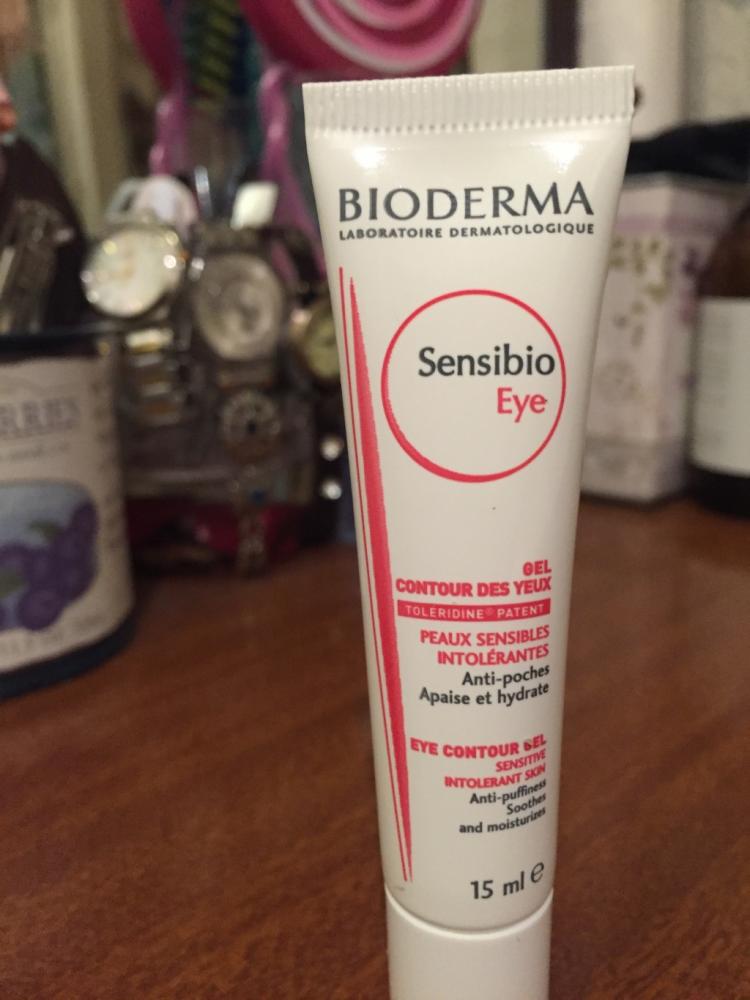 BIODERMA
LABORATOIRE DERMATOLOGIQUE
Sensibio
Eye
GEL
CONTOUR DES YEUX
TOLERIDINE® PATENT
PEAUX SENSIBLES
INTOLÉRANTES
Anti-poches
Apaise et hydrate
EYE CONTOUR GEL
SENSITIVE
INTOLERANT SKIN
Anti-puffiness
Soothes
and moisturizes
15 ml e